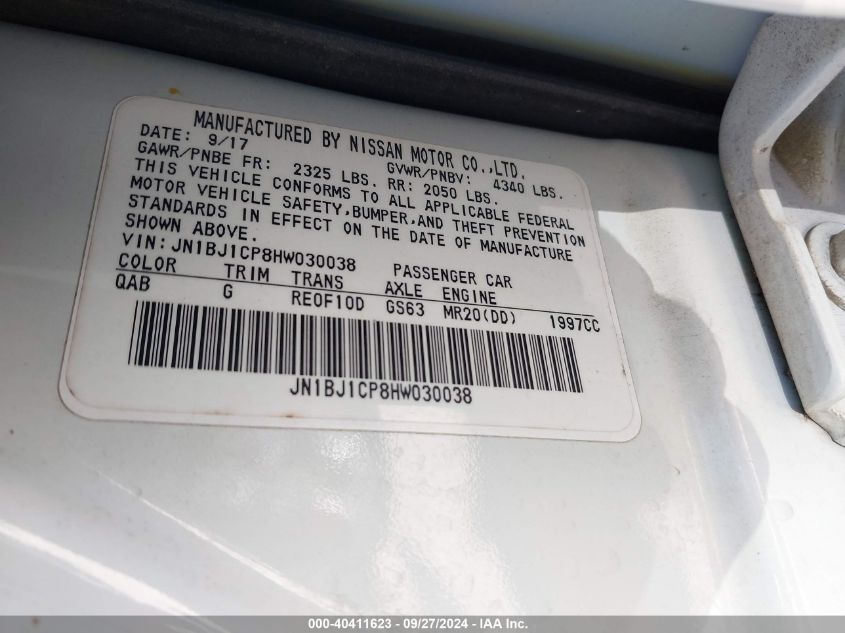 MANUFACTURED BY NISSAN MOTOR CO.,LTD.
DATE: 9/17 GVWR/PNBV: 4340 LBS.
GAWR/PNBE FR: 2325 LBS. RR: 2050 LBS.
THIS VEHICLE CONFORMS TO ALL APPLICABLE FEDERAL
MOTOR VEHICLE SAFETY,BUMPER,AND THEFT PREVENTION
STANDARDS IN EFFECT ON THE DATE OF MANUFACTURE
SHOWN ABOVE.
VIN: JN1BJ1CP8HW030038 PASSENGER CAR
COLOR TRIM TRANS AXLE ENGINE
QAB G RE0F10D GS63 MR20(DD) 1997CC
JN1BJ1CP8HW030038
000-40411623 - 09/27/2024 - IAA Inc.